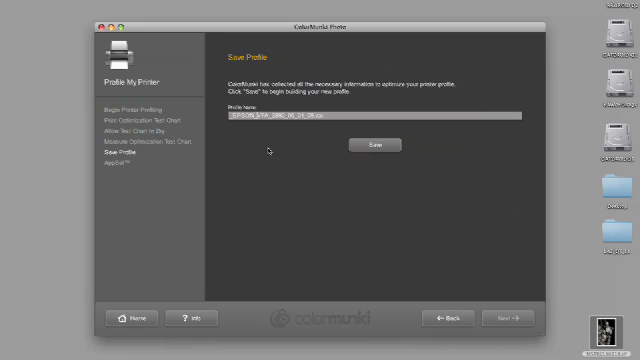 ColorMunki Photo
Profile My Printer
Save Profile
ColorMunki has collected all the necessary information to optimize your printer profile.
Click "Save" to begin building your new profile.
Profile Name:
Save
Begin Printer Profiling
Print Optimization Test Chart
Allow Test Chart to Dry
Measure Optimization Test Chart
Save Profile
AppSet™
Home
Info
colormunki
Back
Next
Desktop